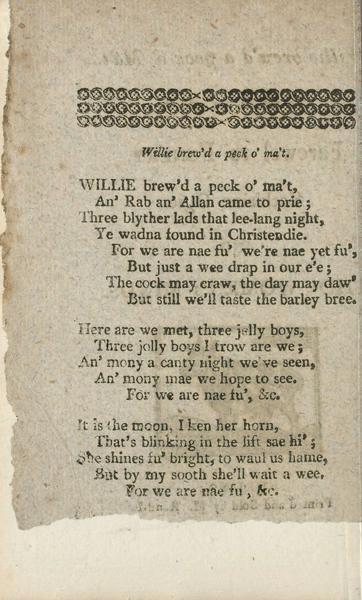 Willie brew'd a peck o' ma't.
WILLIE brew'd a peck o' ma't,
An' Rab an' Allan came to prie;
Three blyther lads that lee-lang night,
Ye wadna found in Christendie.
For we are nae fu', we're nae yet fu',
But just a wee drap in our e'e;
The cock may craw, the day may daw'
But still we'll taste the barley bree.
Here are we met, three jelly boys,
Three jolly boys I trow are we;
An' mony a canty night we've seen,
An' mony mae we hope to see.
For we are nae fu', &c.
It is the moon, I ken her horn,
That's blinking in the lift sae hi';
She shines fu' bright, to waul us hame,
But by my sooth she'll wait a wee.
For we are nae fu', &c.